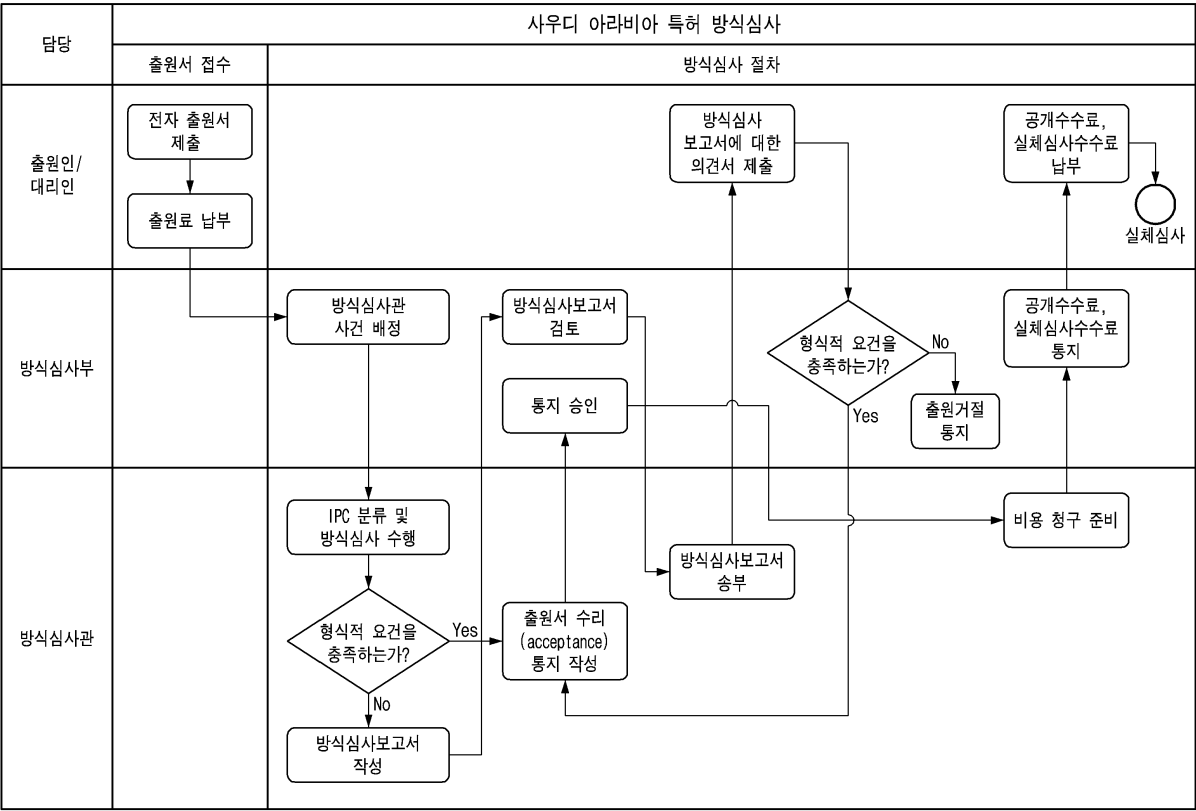 담당
사우디 아라비아 특허 방식심사
출원서 접수
방식심사 절차
출원인/
대리인
전자 출원서
제출
출원료 납부
방식심사
보고서에 대한
의견서 제출
공개수수료,
실체심사수수료
납부
실체심사
방식심사부
방식심사관
사건 배정
방식심사보고서
검토
통지 승인
형식적 요건을
충족하는가?
No
Yes
출원거절
통지
공개수수료,
실체심사수수료
통지
방식심사관
IPC 분류 및
방식심사 수행
형식적 요건을
충족하는가?
Yes
No
방식심사보고서
작성
출원서 수리
(acceptance)
통지 작성
방식심사보고서
송부
비용 청구 준비